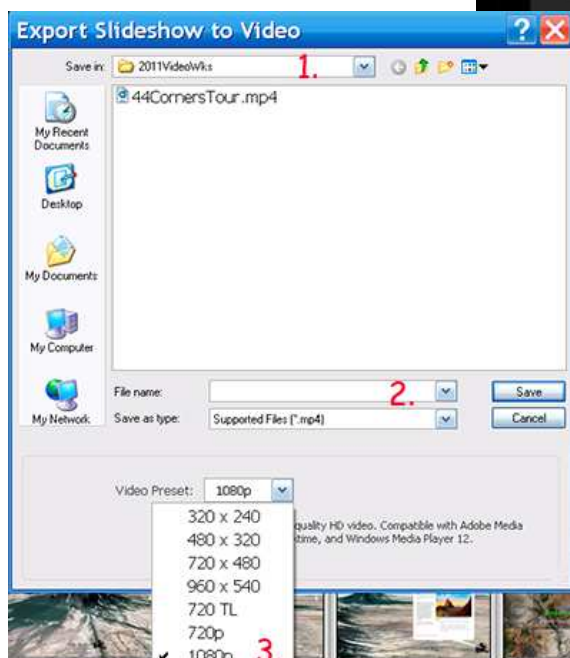 Export Slideshow to Video
Save in: 2011VideoWks 1.
44CornersTour.mp4
My Recent
Documents
Desktop
My Documents
My Computer
My Network
File name: 2. Save
Save as type: Supported Files (*.mp4) Cancel
Video Preset: 1080p
320 x 240
quality HD video. Compatible with Adobe Media
480 x 320
time, and Windows Media Player 12.
720 x 480
960 x 540
720 TL
720p
1080p 3